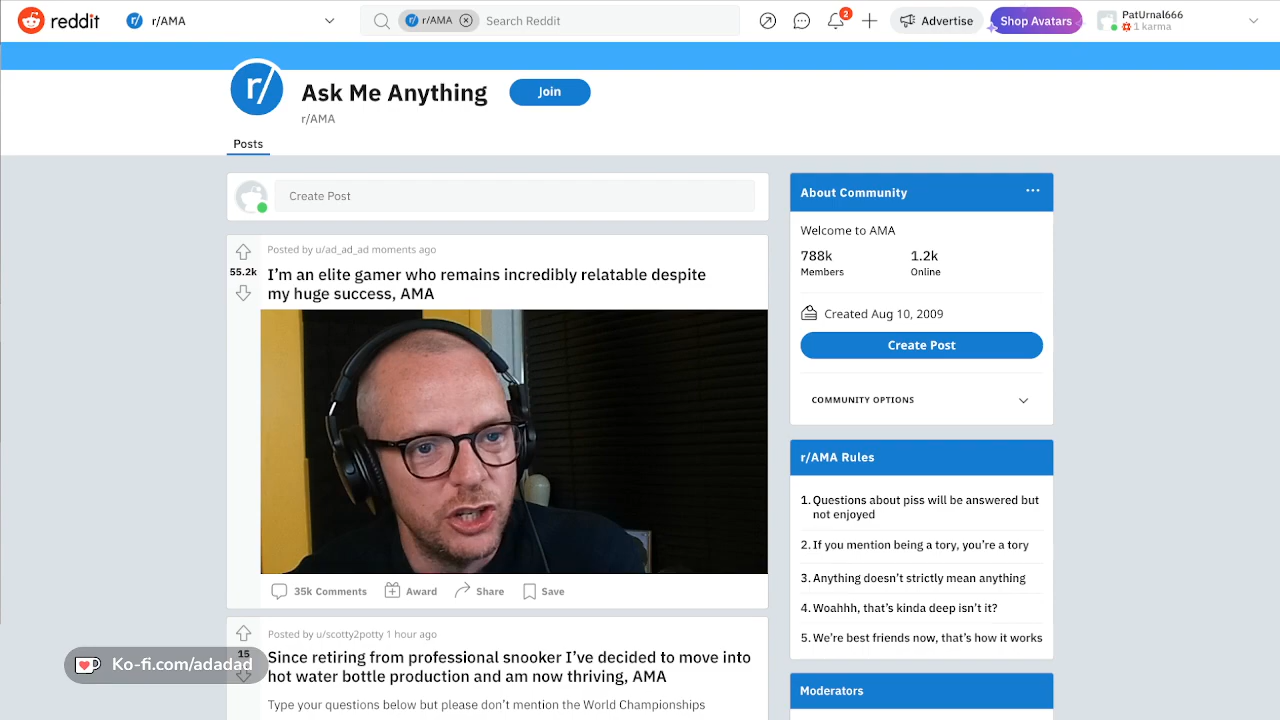 reddit
r/AMA
r/AMA
Search Reddit
2
Advertise
Shop Avatars
PatUrnal666
1 karma
r/
Ask Me Anything
Join
r/AMA
Posts
Create Post
Posted by u/ad_ad_ad moments ago
55.2k
I'm an elite gamer who remains incredibly relatable despite
my huge success, AMA
35k Comments
Award
Share
Save
Posted by u/scotty2potty 1 hour ago
15
Since retiring from professional snooker I've decided to move into
hot water bottle production and am now thriving, AMA
Type your questions below but please don't mention the World Championships
Ko-fi.com/adadad
About Community
Welcome to AMA
788k
1.2k
Members
Online
Created Aug 10, 2009
Create Post
COMMUNITY OPTIONS
r/AMA Rules
1. Questions about piss will be answered but
not enjoyed
2. If you mention being a tory, you're a tory
3. Anything doesn't strictly mean anything
4. Woahhh, that's kinda deep isn't it?
5. We're best friends now, that's how it works
Moderators